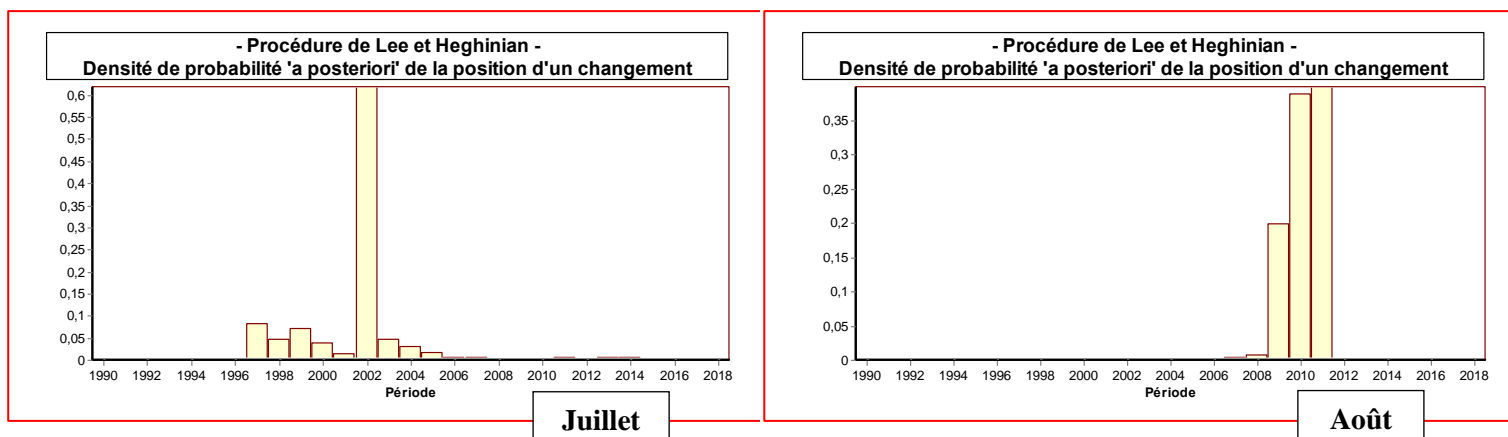 - Procédure de Lee et Heghinian -
Densité de probabilité 'a posteriori' de la position d'un changement
0,6
0,55
0,5
0,45
0,4
0,35
0,3
0,25
0,2
0,15
0,1
0,05
0
1990 1992 1994 1996 1998 2000 2002 2004 2006 2008 2010 2012 2014 2016 2018
Période
Juillet
- Procédure de Lee et Heghinian -
Densité de probabilité 'a posteriori' de la position d'un changement
0,35
0,3
0,25
0,2
0,15
0,1
0,05
0
1990 1992 1994 1996 1998 2000 2002 2004 2006 2008 2010 2012 2014 2016 2018
Période
Août